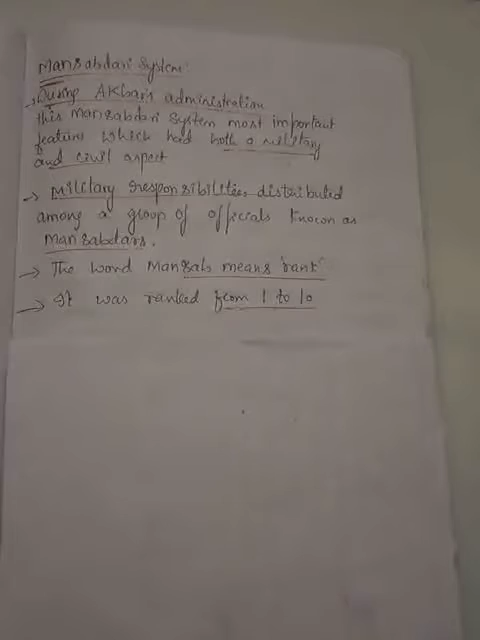 Mansabdari System:
→ During AKbar's administration
this Mansabdari System most important
feature which had both a military
and civil aspect
→ Military responsibilities distributed
among a group of officials known as
Mansabdars.
→ The word Mansab means 'rank'
→ It was ranked from 1 to 10